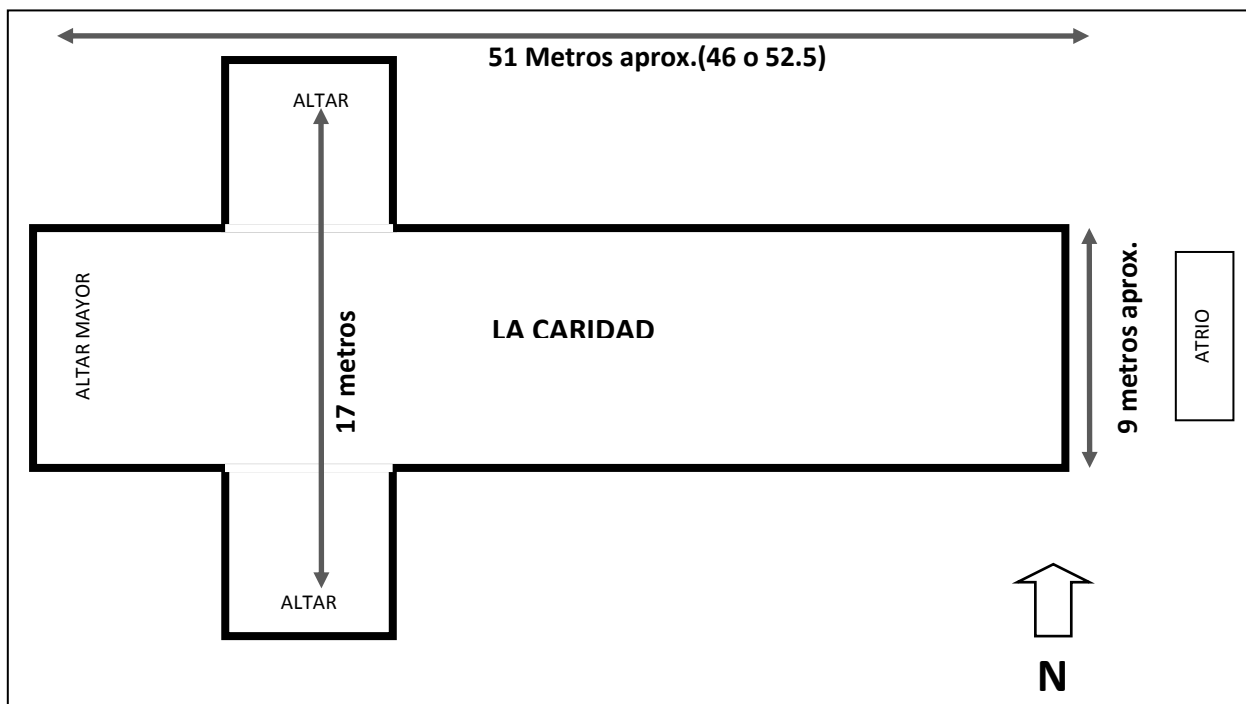 51 Metros aprox.(46 o 52.5)
ALTAR
ALTAR MAYOR
17 metros
LA CARIDAD
9 metros aprox.
ATRIO
ALTAR
N